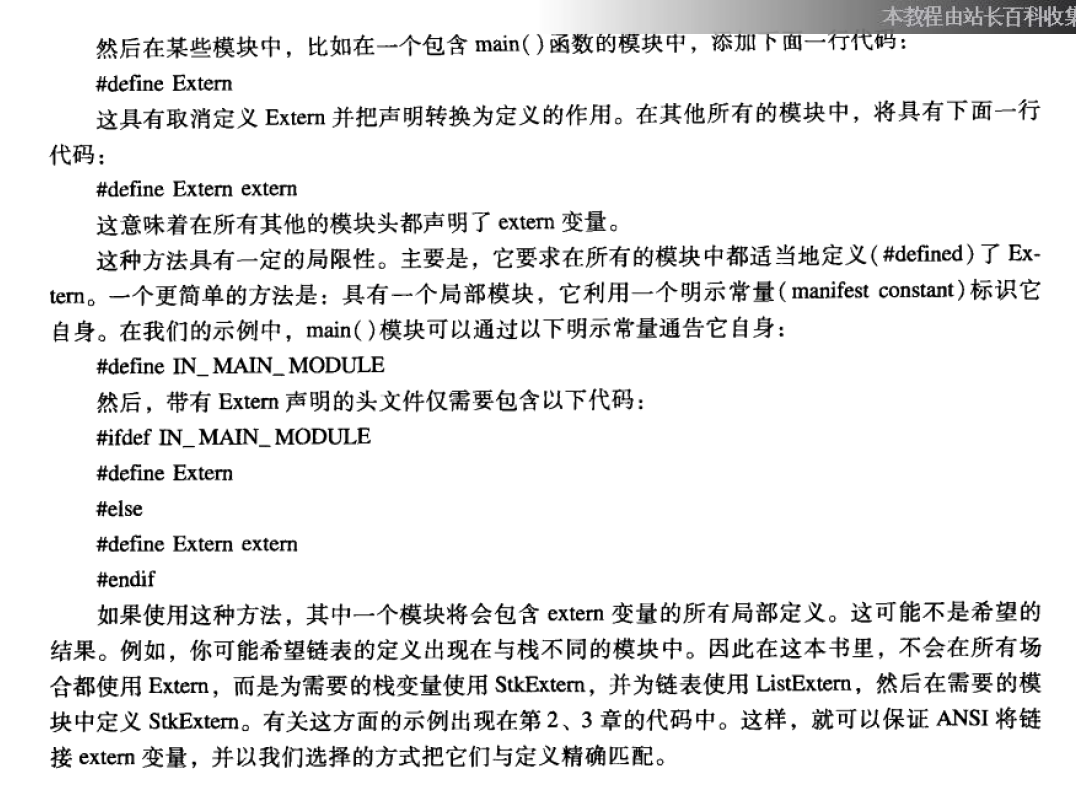 本教程由站长百科收集
然后在某些模块中，比如在一个包含 main()函数的模块中，添加下面一行代码：
#define Extern
这具有取消定义 Extern 并把声明转换为定义的作用。在其他所有的模块中，将具有下面一行
代码：
#define Extern extern
这意味着在所有其他的模块头都声明了 extern 变量。
这种方法具有一定的局限性。主要是，它要求在所有的模块中都适当地定义(#defined)了 Ex-
tern。一个更简单的方法是：具有一个局部模块，它利用一个明示常量(manifest constant)标识它
自身。在我们的示例中，main()模块可以通过以下明示常量通告它自身：
#define IN_MAIN_MODULE
然后，带有 Extern 声明的头文件仅需要包含以下代码：
#ifdef IN_MAIN_MODULE
#define Extern
#else
#define Extern extern
#endif
如果使用这种方法，其中一个模块将会包含 extern 变量的所有局部定义。这可能不是希望的
结果。例如，你可能希望链表的定义出现在与栈不同的模块中。因此在这本书里，不会在所有场
合都使用 Extern，而是为需要的栈变量使用 StkExtern，并为链表使用 ListExtern，然后在需要的模
块中定义 StkExtern。有关这方面的示例出现在第 2、3 章的代码中。这样，就可以保证 ANSI 将链
接 extern 变量，并以我们选择的方式把它们与定义精确匹配。